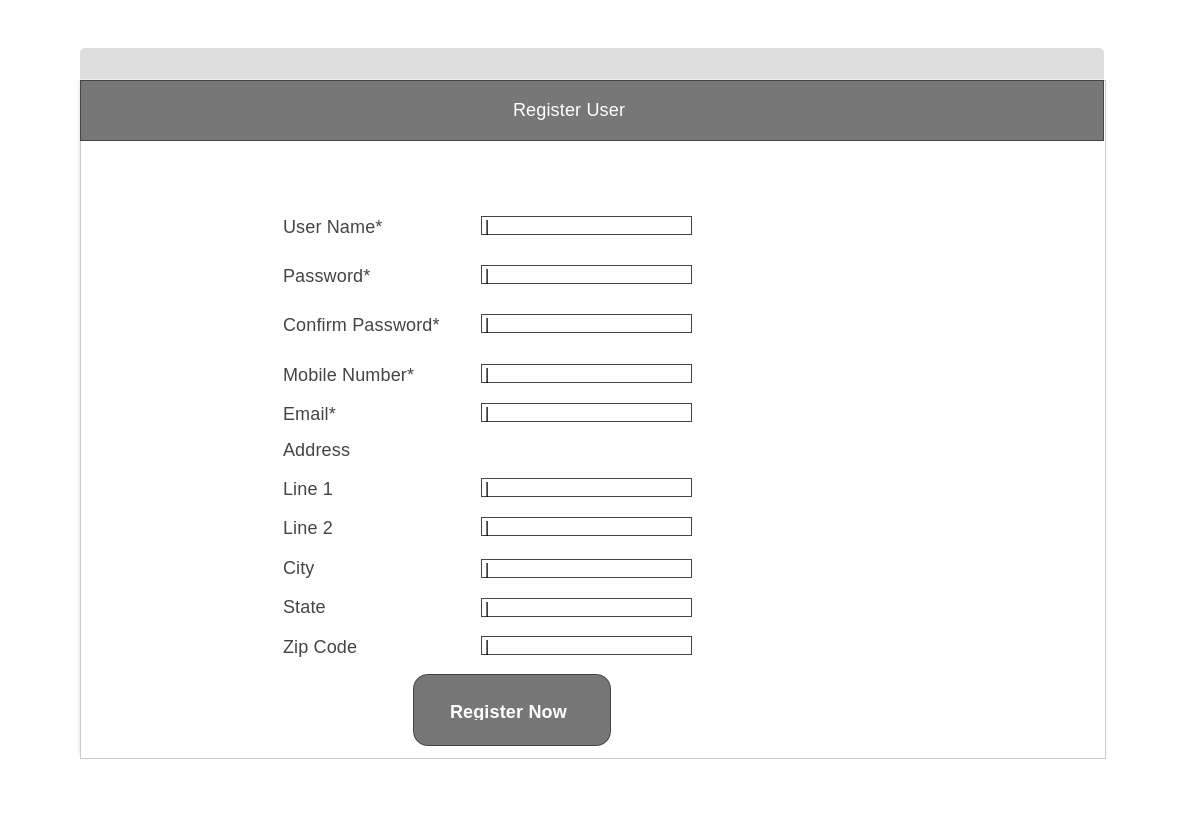 Register User
User Name*
Password*
Confirm Password*
Mobile Number*
Email*
Address
Line 1
Line 2
City
State
Zip Code
Register Now